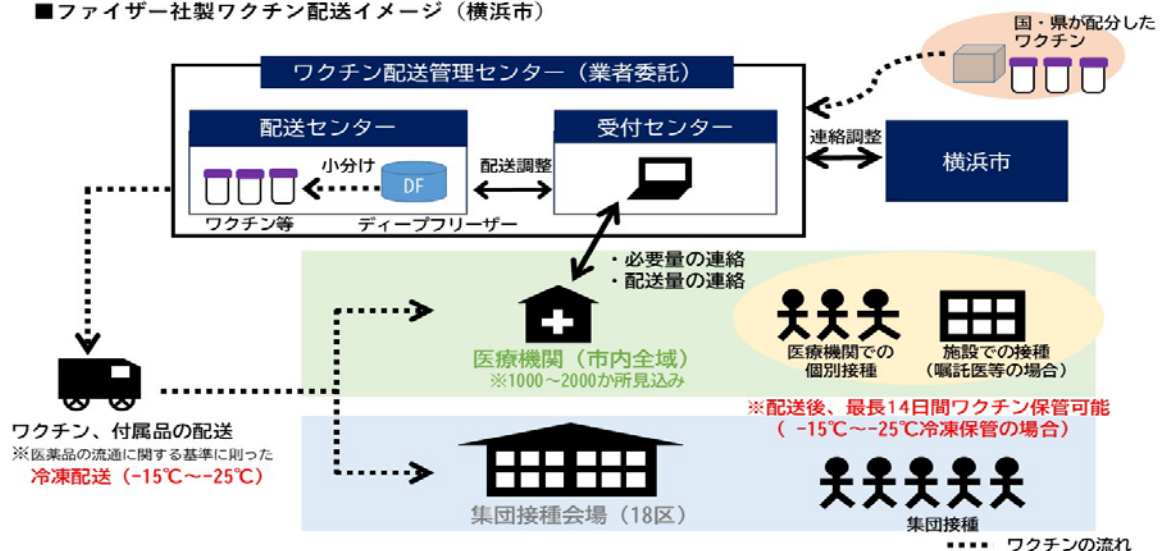 ■ファイザー社製ワクチン配送イメージ（横浜市）
国・県が配分した
ワクチン
ワクチン配送管理センター（業者委託）
配送センター
受付センター
連絡調整
横浜市
小分け
DF
配送調整
ワクチン等
ディープフリーザー
・必要量の連絡
・配送量の連絡
医療機関（市内全域）
※1000～2000か所見込み
医療機関での
個別接種
施設での接種
(嘱託医等の場合)
※配送後、最長14日間ワクチン保管可能
（ -15℃～-25℃冷凍保管の場合）
ワクチン、付属品の配送
※医薬品の流通に関する基準に則った
冷凍配送（-15℃～-25℃）
集団接種会場（18区）
集団接種
ワクチンの流れ